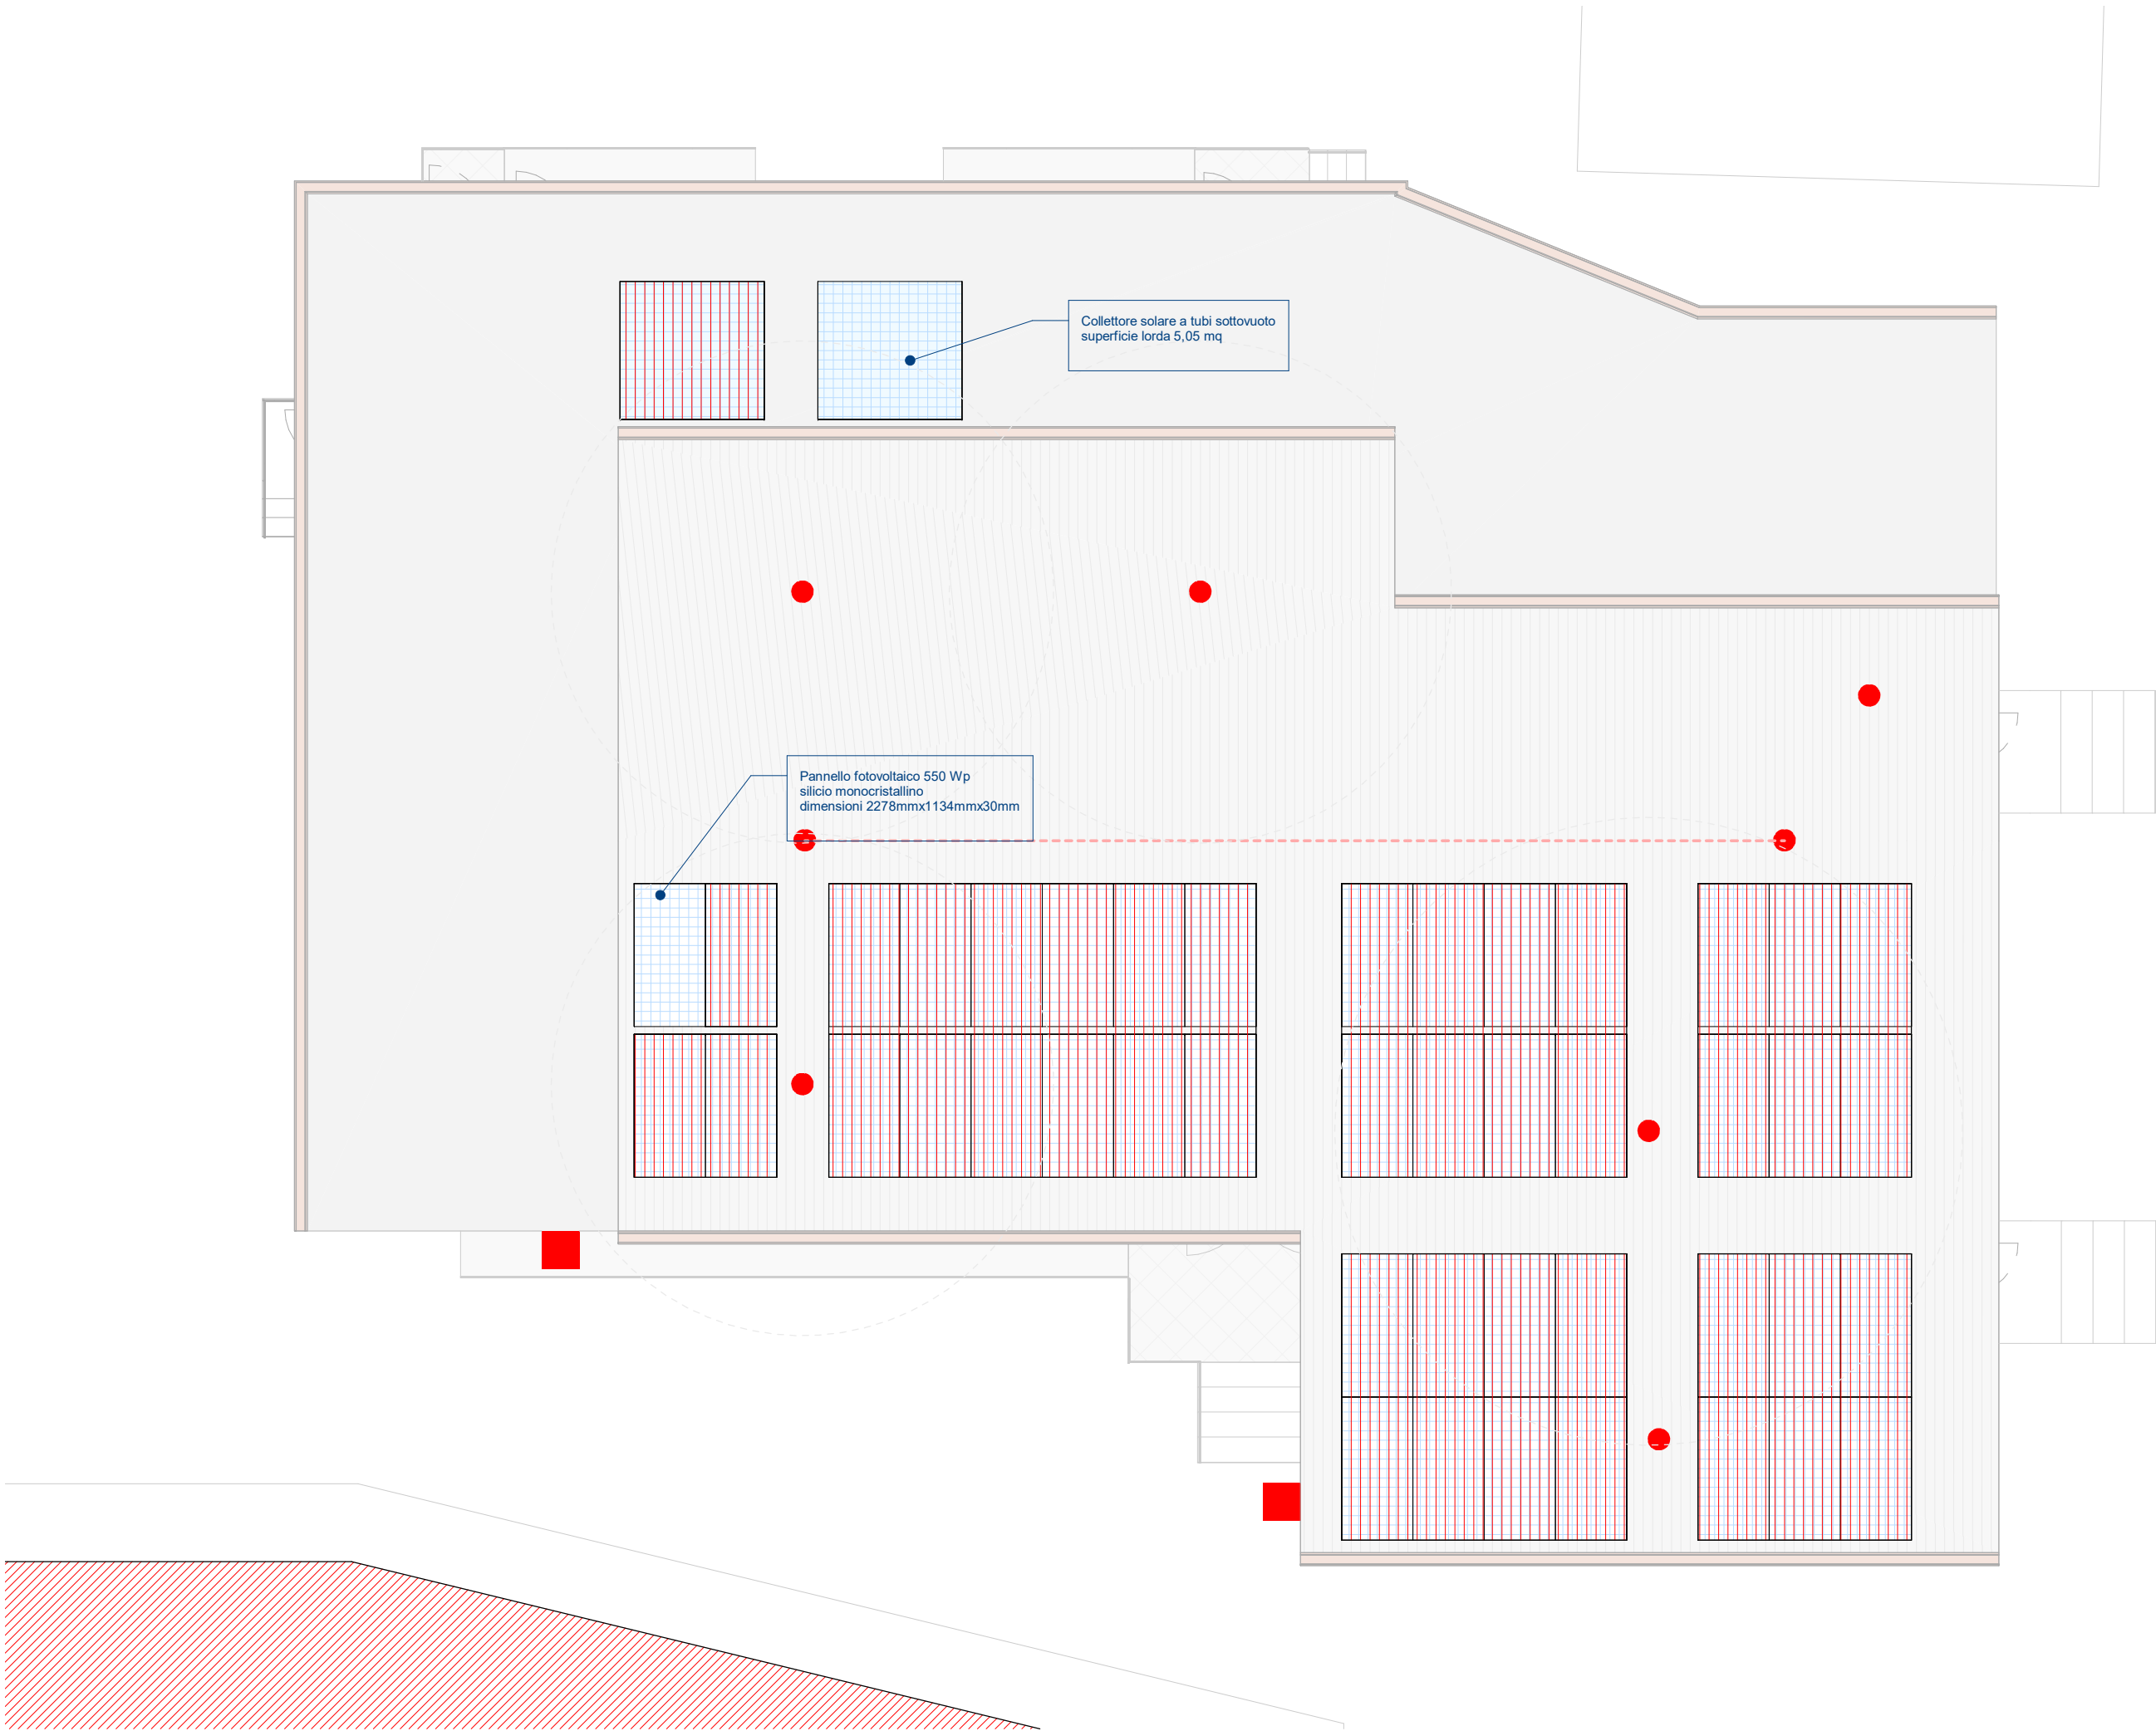 Collettore solare a tubi sottovuoto
superficie lorda 5,05 mq
Pannello fotovoltaico 550 Wp
silicio monocristallino
dimensioni 2278mmx1134mmx30mm